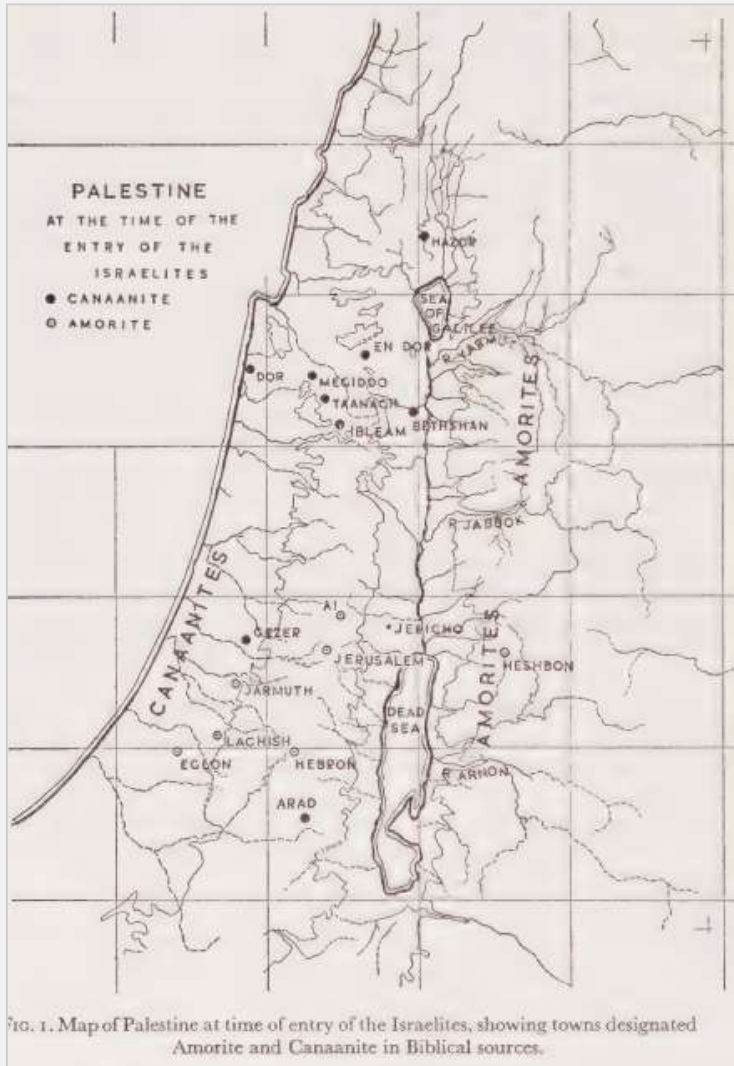 PALESTINE
AT THE TIME OF THE
ENTRY OF THE
ISRAELITES
● CANAANITE
⊙ AMORITE
HAZOR
SEA
OF
GALILEE
R. YARMUK
EN DOR
DOR
MEGIDDO
TAANACH
IBLEAM
BETHSHAN
AMORITES
R. JABBOK
CANAANITES
AI
JERICHO
GEZER
JERUSALEM
AMORITES
HESHBON
JARMUTH
DEAD
SEA
LACHISH
EGLON
HEBRON
R. ARNON
ARAD
FIG. 1. Map of Palestine at time of entry of the Israelites, showing towns designated
Amorite and Canaanite in Biblical sources.